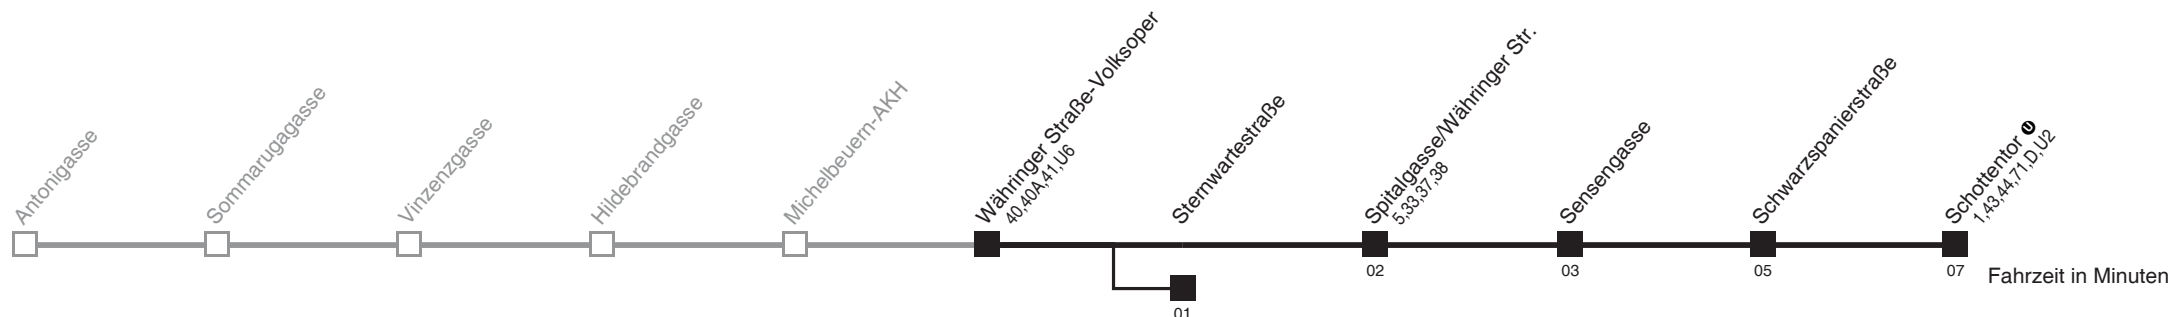 Antonigasse
Sommarugagasse
Vinzenzgasse
Hildebrandgasse
Michelbeuern-AKH
Währinger Straße-Volksoper
40,40A,41,U6
Sternwartestraße
01
Spitalgasse/Währinger Str.
5,33,37,38
02
Sensengasse
03
Schwarzspanierstraße
05
Schottentor U
1,43,44,71,D,U2
07
Fahrzeit in Minuten